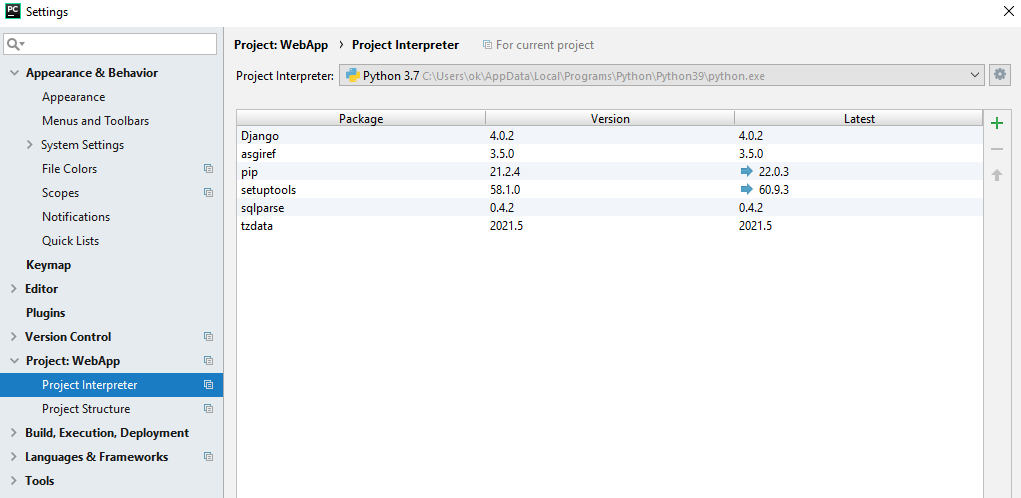 PC Settings
Project: WebApp › Project Interpreter For current project
Project Interpreter: Python 3.7 C:\Users\ok\AppData\Local\Programs\Python\Python39\python.exe
Appearance & Behavior
Appearance
Menus and Toolbars
System Settings
File Colors
Scopes
Notifications
Quick Lists
Keymap
Editor
Plugins
Version Control
Project: WebApp
Project Interpreter
Project Structure
Build, Execution, Deployment
Languages & Frameworks
Tools
Package Version Latest
Django 4.0.2 4.0.2
asgiref 3.5.0 3.5.0
pip 21.2.4 22.0.3
setuptools 58.1.0 60.9.3
sqlparse 0.4.2 0.4.2
tzdata 2021.5 2021.5